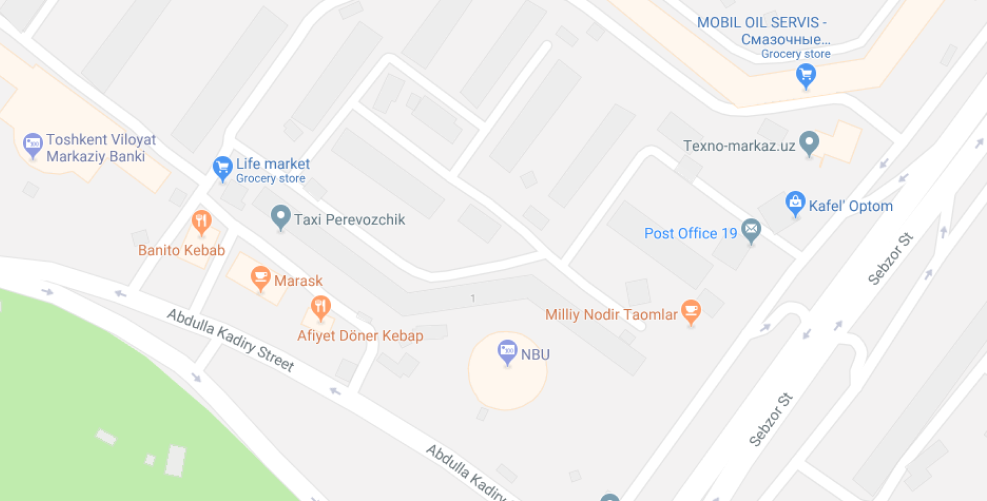 MOBIL OIL SERVIS -
Смазочные…
Grocery store
Toshkent Viloyat
Markaziy Banki
Texno-markaz.uz
Life market
Grocery store
Kafel' Optom
Taxi Perevozchik
Post Office 19
Banito Kebab
Sebzor St
Marask
1
Abdulla Kadiry Street
Milliy Nodir Taomlar
Afiyet Döner Kebap
NBU
Sebzor St
Abdulla Kadiry